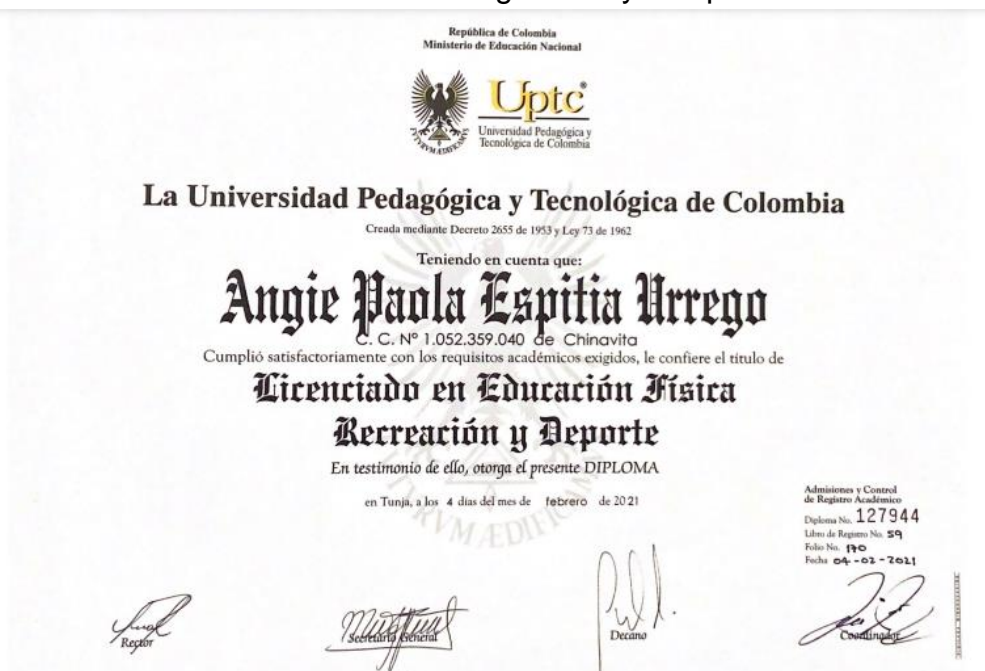 República de Colombia
Ministerio de Educación Nacional
Uptc
Universidad Pedagógica y
Tecnológica de Colombia
La Universidad Pedagógica y Tecnológica de Colombia
Creada mediante Decreto 2655 de 1953 y Ley 73 de 1962
Teniendo en cuenta que:
Angie Paola Espitia Urrego
C. C. Nº 1.052.359.040 de Chinavita
Cumplió satisfactoriamente con los requisitos académicos exigidos, le confiere el título de
Licenciado en Educación Física
Recreación y Deporte
En testimonio de ello, otorga el presente DIPLOMA
en Tunja, a los 4 dias del mes de febrero de 2021
Admisiones y Control
de Registro Académico
Diploma No. 127944
Libro de Registro No. 59
Folio No. 170
Fecha 04-02-2021
Rector
Secretario General
Decano
Coordinador